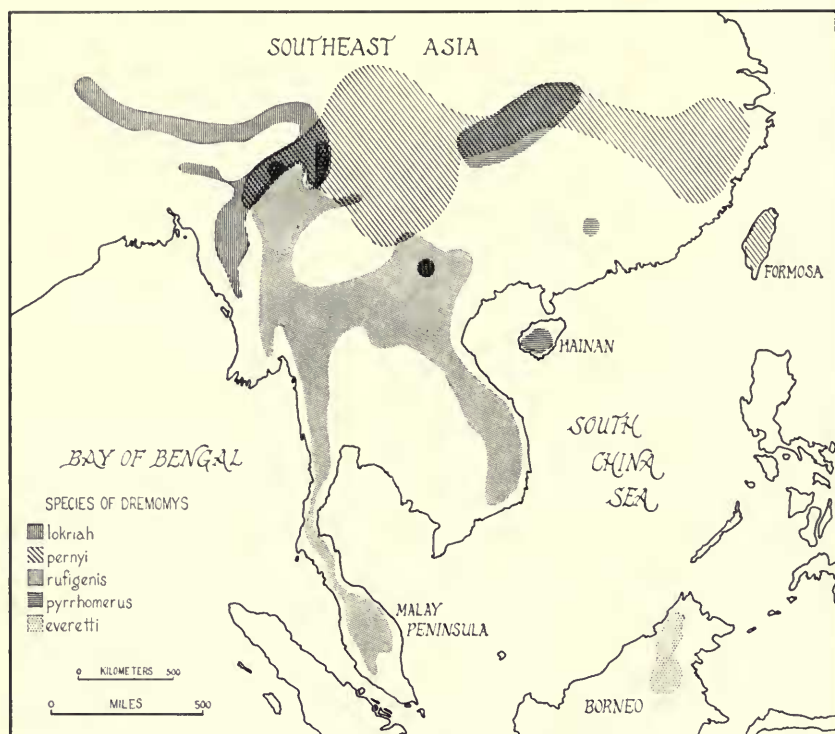 SOUTHEAST ASIA
FORMOSA
HAINAN
BAY OF BENGAL
SOUTH
CHINA
SEA
SPECIES OF DREMOMYS
lokriah
pernyi
rufigenis
pyrrhomerus
everetti
MALAY
PENINSULA
BORNEO
0 KILOMETERS 500
0 MILES 500